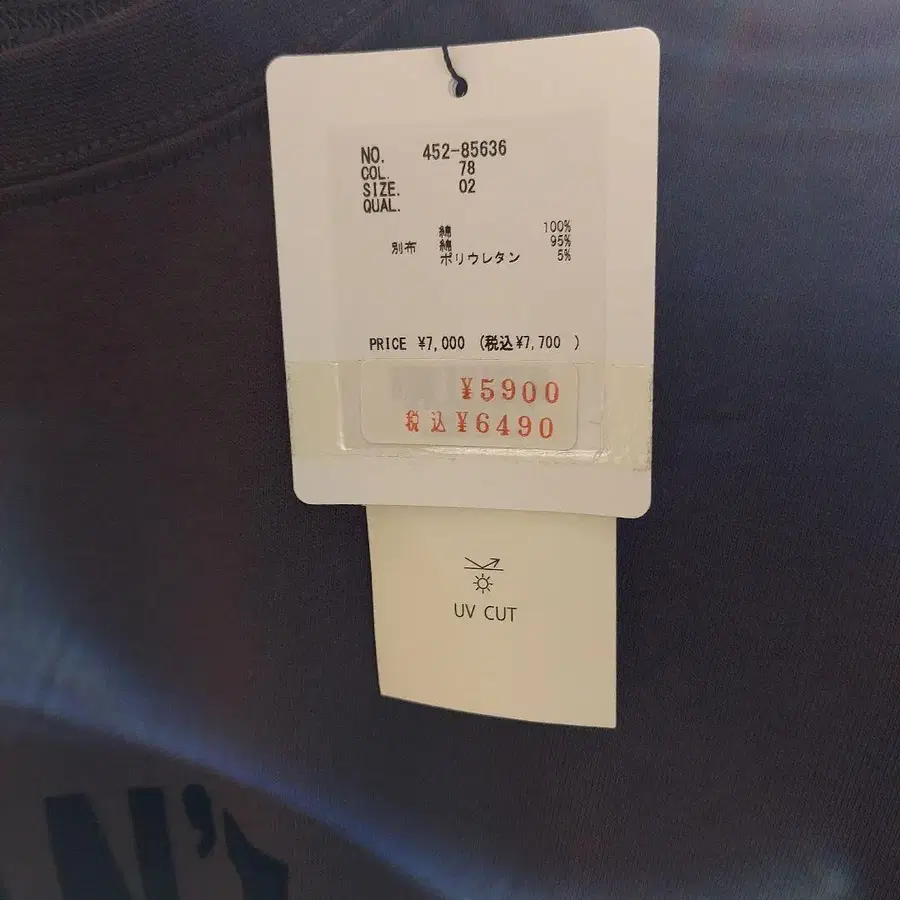 NO. 452-85636
COL. 78
SIZE. 02
QUAL.
綿 100%
別布 綿 95%
ポリウレタン 5%
PRICE ¥7,000 (税込¥7,700 )
¥5900
税込¥6490
UV CUT
N'